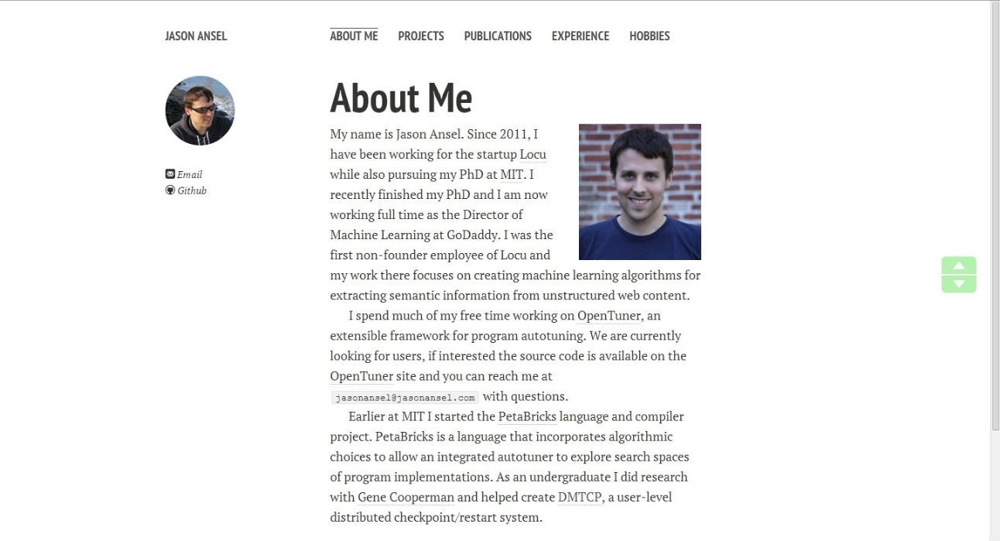 JASON ANSEL
ABOUT ME PROJECTS PUBLICATIONS EXPERIENCE HOBBIES
Email
Github
About Me
My name is Jason Ansel. Since 2011, I
have been working for the startup Locu
while also pursuing my PhD at MIT. I
recently finished my PhD and I am now
working full time as the Director of
Machine Learning at GoDaddy. I was the
first non-founder employee of Locu and
my work there focuses on creating machine learning algorithms for
extracting semantic information from unstructured web content.
I spend much of my free time working on OpenTuner, an
extensible framework for program autotuning. We are currently
looking for users, if interested the source code is available on the
OpenTuner site and you can reach me at
jasonansel@jasonansel.com with questions.
Earlier at MIT I started the PetaBricks language and compiler
project. PetaBricks is a language that incorporates algorithmic
choices to allow an integrated autotuner to explore search spaces
of program implementations. As an undergraduate I did research
with Gene Cooperman and helped create DMTCP, a user-level
distributed checkpoint/restart system.